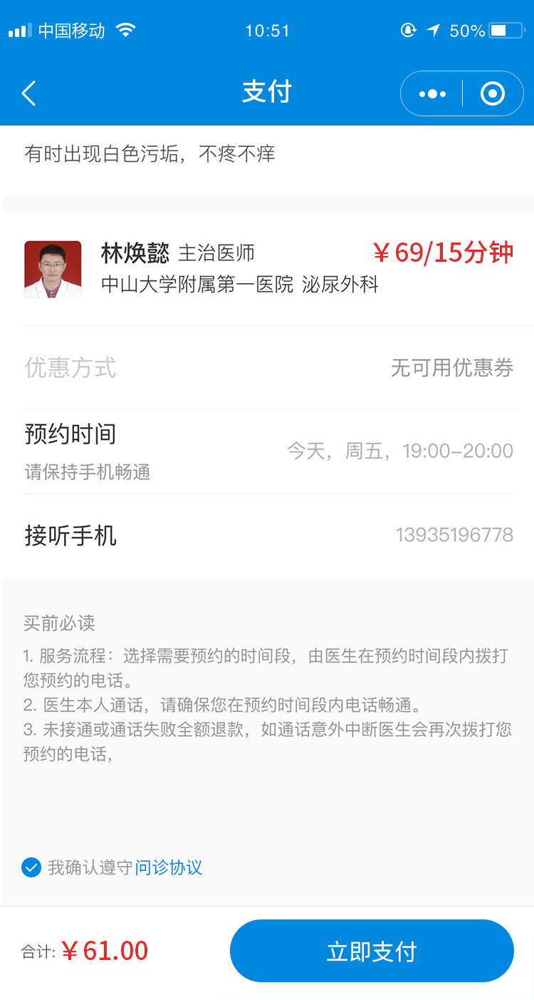 中国移动
10:51
50%
支付
有时出现白色污垢，不疼不痒
林焕懿 主治医师
￥69/15分钟
中山大学附属第一医院 泌尿外科
优惠方式
无可用优惠券
预约时间
请保持手机畅通
今天，周五，19:00-20:00
接听手机
13935196778
买前必读
1. 服务流程：选择需要预约的时间段，由医生在预约时间段内拨打
您预约的电话。
2. 医生本人通话，请确保您在预约时间段内电话畅通。
3. 未接通或通话失败全额退款，如通话意外中断医生会再次拨打您
预约的电话,
我确认遵守问诊协议
合计: ￥61.00
立即支付